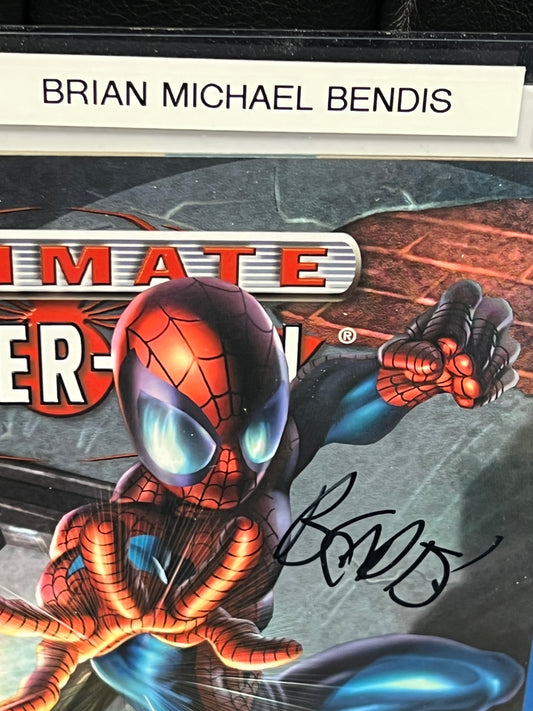 BRIAN MICHAEL BENDIS
IMATE
ER-
®